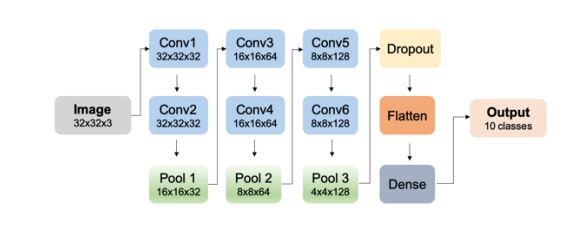 Image
32x32x3
Conv1
32x32x32
Conv2
32x32x32
Pool 1
16x16x32
Conv3
16x16x64
Conv4
16x16x64
Pool 2
8x8x64
Conv5
8x8x128
Conv6
8x8x128
Pool 3
4x4x128
Dropout
Flatten
Dense
Output
10 classes